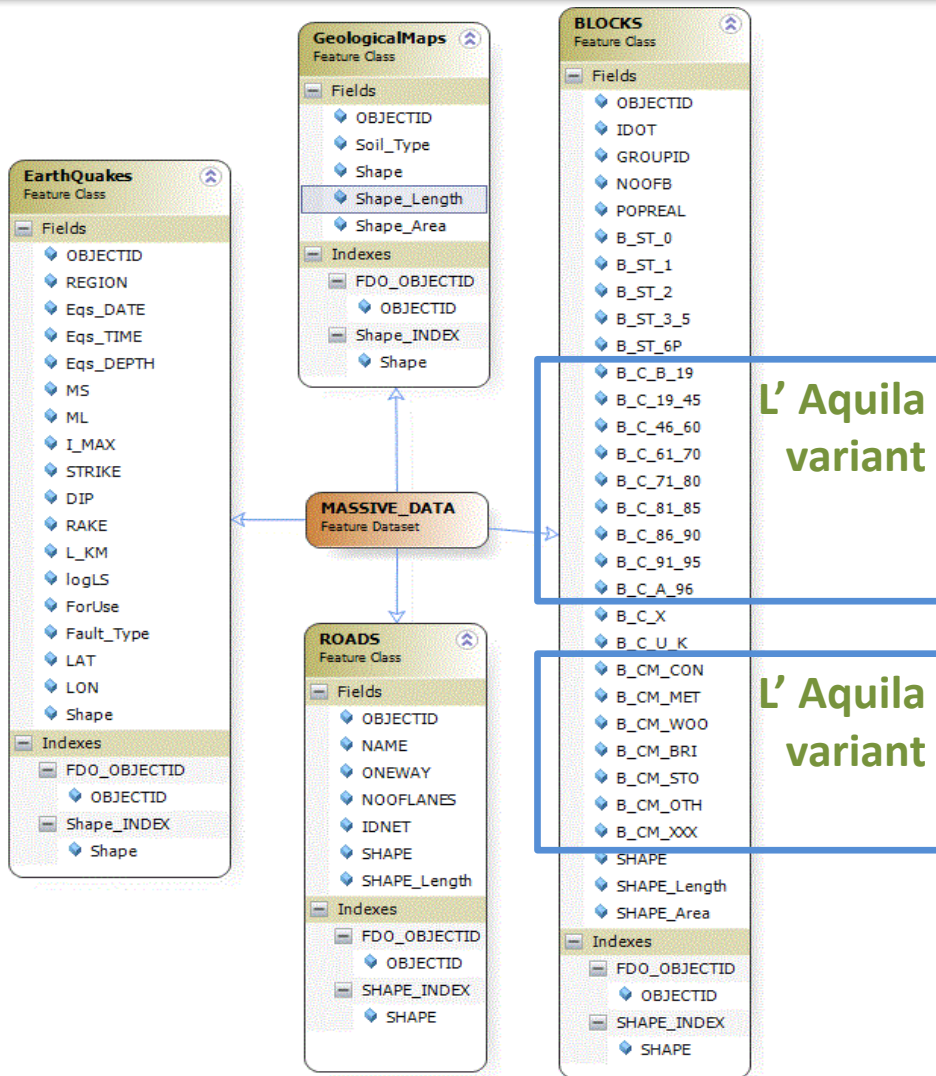 GeologicalMaps
Feature Class
Fields
OBJECTID
Soil_Type
Shape
Shape_Length
Shape_Area
Indexes
FDO_OBJECTID
OBJECTID
Shape_INDEX
Shape
EarthQuakes
Feature Class
Fields
OBJECTID
REGION
Eqs_DATE
Eqs_TIME
Eqs_DEPTH
MS
ML
I_MAX
STRIKE
DIP
RAKE
L_KM
logLS
ForUse
Fault_Type
LAT
LON
Shape
Indexes
FDO_OBJECTID
OBJECTID
Shape_INDEX
Shape
MASSIVE_DATA
Feature Dataset
ROADS
Feature Class
Fields
OBJECTID
NAME
ONEWAY
NOOFLANES
IDNET
SHAPE
SHAPE_Length
Indexes
FDO_OBJECTID
OBJECTID
SHAPE_INDEX
SHAPE
BLOCKS
Feature Class
Fields
OBJECTID
IDOT
GROUPID
NOOFB
POPREAL
B_ST_0
B_ST_1
B_ST_2
B_ST_3_5
B_ST_6P
B_C_B_19
B_C_19_45
B_C_46_60
B_C_61_70
B_C_71_80
B_C_81_85
B_C_86_90
B_C_91_95
B_C_A_96
B_C_X
B_C_U_K
B_CM_CON
B_CM_MET
B_CM_WOO
B_CM_BRI
B_CM_STO
B_CM_OTH
B_CM_XXX
SHAPE
SHAPE_Length
SHAPE_Area
Indexes
FDO_OBJECTID
OBJECTID
SHAPE_INDEX
SHAPE
L’ Aquila
variant
L’ Aquila
variant